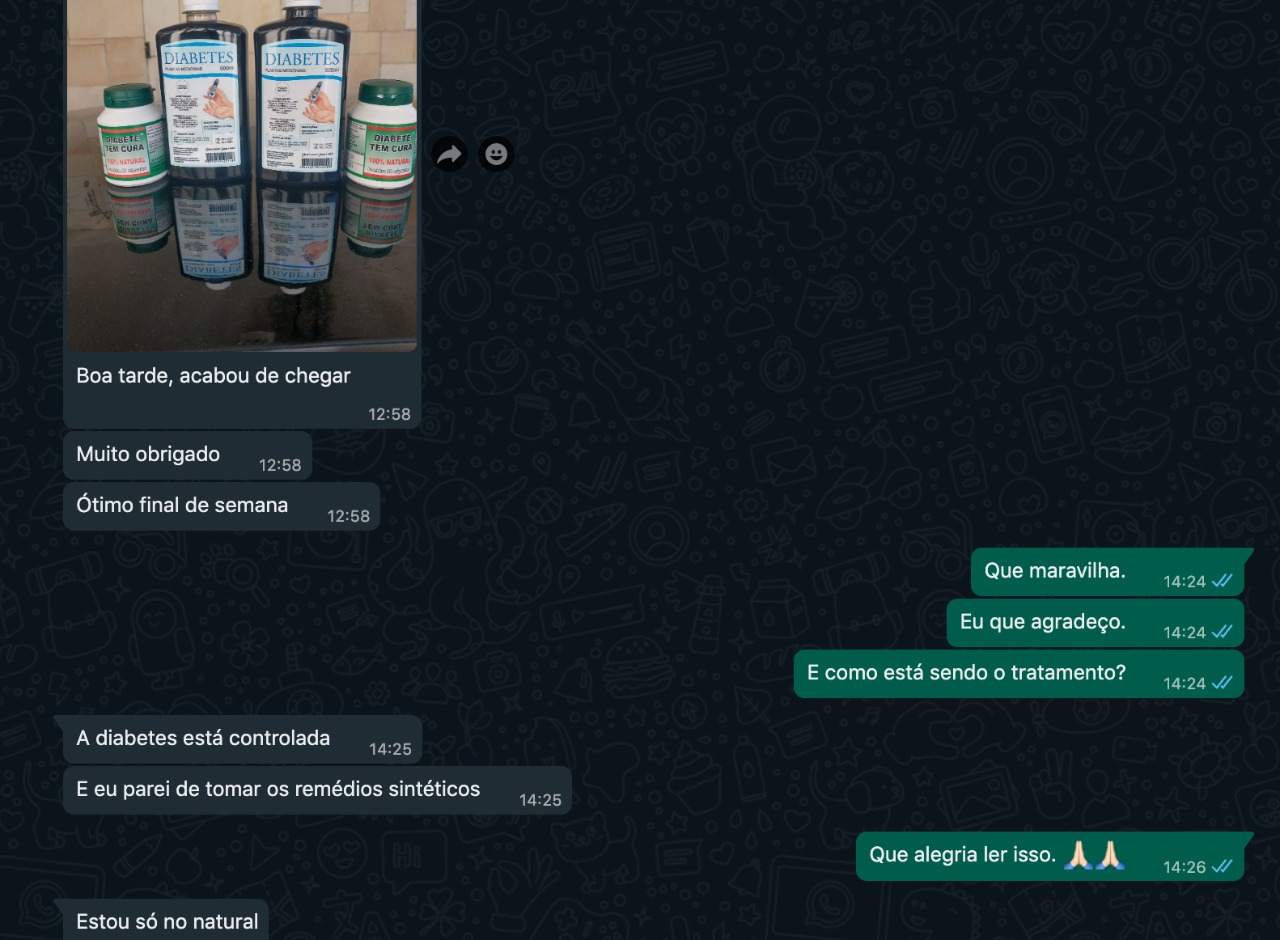 DIABETES
500ml
DIABETES
500ml
DIABETE
TEM CURA
100% NATURAL
DIABETE
TEM CURA
100% NATURAL
Boa tarde, acabou de chegar
12:58
Muito obrigado
12:58
Ótimo final de semana
12:58
Que maravilha.
14:24
Eu que agradeço.
14:24
E como está sendo o tratamento?
14:24
A diabetes está controlada
14:25
E eu parei de tomar os remédios sintéticos
14:25
Que alegria ler isso. 🙏🏻🙏🏻
14:26
Estou só no natural